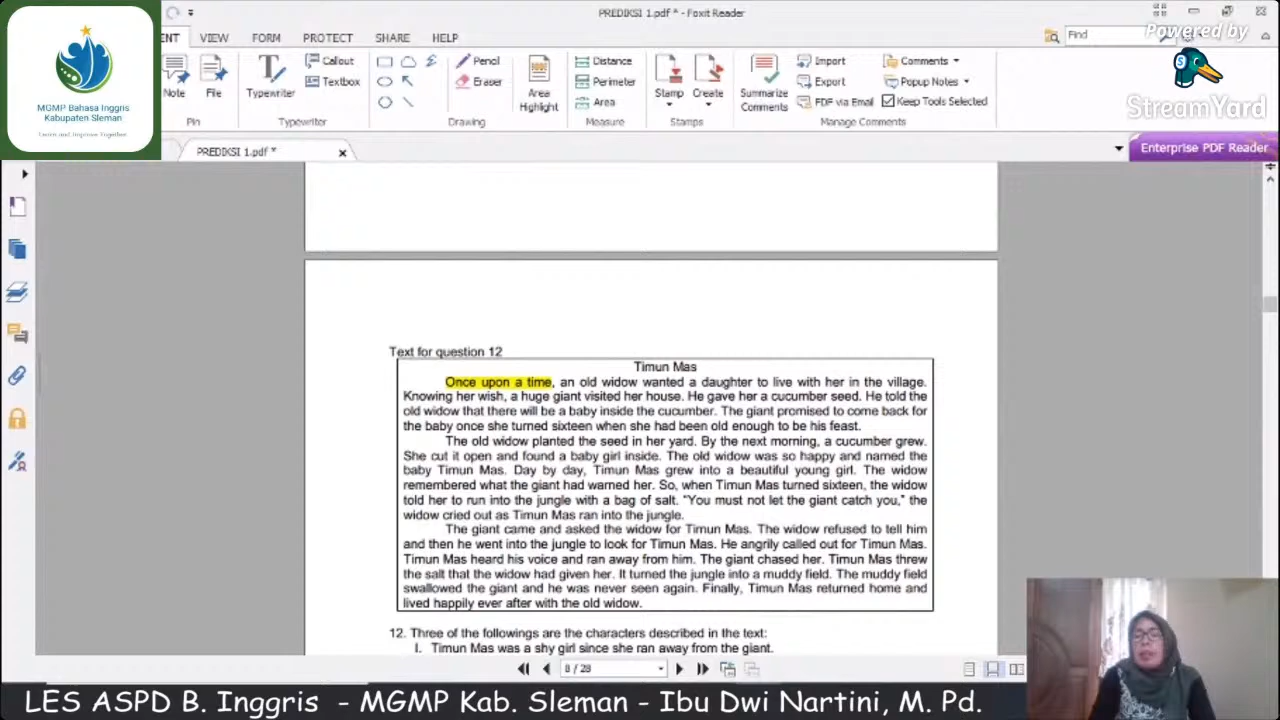 PREDIKSI 1.pdf * - Foxit Reader
Powered by
StreamYard
MGMP Bahasa Inggris
Kabupaten Sleman
Learn and Improve Together
ENT VIEW FORM PROTECT SHARE HELP
Find
Note File Typewriter Callout Textbox
Pencil Eraser Area Highlight
Distance Perimeter Area
Stamp Create
Summarize Comments
Import Export PDF via Email
Comments Popup Notes Keep Tools Selected
Pin Typewriter Drawing Measure Stamps Manage Comments
PREDIKSI 1.pdf *
Enterprise PDF Reader
Text for question 12
Timun Mas
Once upon a time, an old widow wanted a daughter to live with her in the village.
Knowing her wish, a huge giant visited her house. He gave her a cucumber seed. He told the
old widow that there will be a baby inside the cucumber. The giant promised to come back for
the baby once she turned sixteen when she had been old enough to be his feast.
The old widow planted the seed in her yard. By the next morning, a cucumber grew.
She cut it open and found a baby girl inside. The old widow was so happy and named the
baby Timun Mas. Day by day, Timun Mas grew into a beautiful young girl. The widow
remembered what the giant had warned her. So, when Timun Mas turned sixteen, the widow
told her to run into the jungle with a bag of salt. "You must not let the giant catch you," the
widow cried out as Timun Mas ran into the jungle.
The giant came and asked the widow for Timun Mas. The widow refused to tell him
and then he went into the jungle to look for Timun Mas. He angrily called out for Timun Mas.
Timun Mas heard his voice and ran away from him. The giant chased her. Timun Mas threw
the salt that the widow had given her. It turned the jungle into a muddy field. The muddy field
swallowed the giant and he was never seen again. Finally, Timun Mas returned home and
lived happily ever after with the old widow.
12. Three of the followings are the characters described in the text:
I. Timun Mas was a shy girl since she ran away from the giant.
8 / 28
LES ASPD B. Inggris - MGMP Kab. Sleman - Ibu Dwi Nartini, M. Pd.